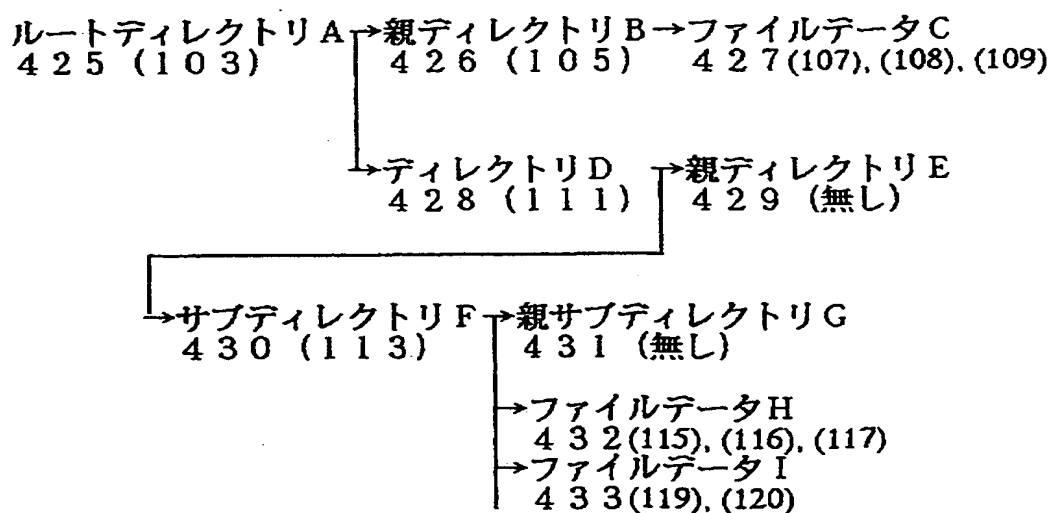 ルートディレクトリA→親ディレクトリB→ファイルデータC
425(103) 426(105) 427(107), (108), (109)
→ディレクトリD →親ディレクトリE
428(111) 429(無し)
→サブディレクトリF→親サブディレクトリG
430(113) 431(無し)
→ファイルデータH
432(115), (116), (117)
→ファイルデータI
433(119), (120)